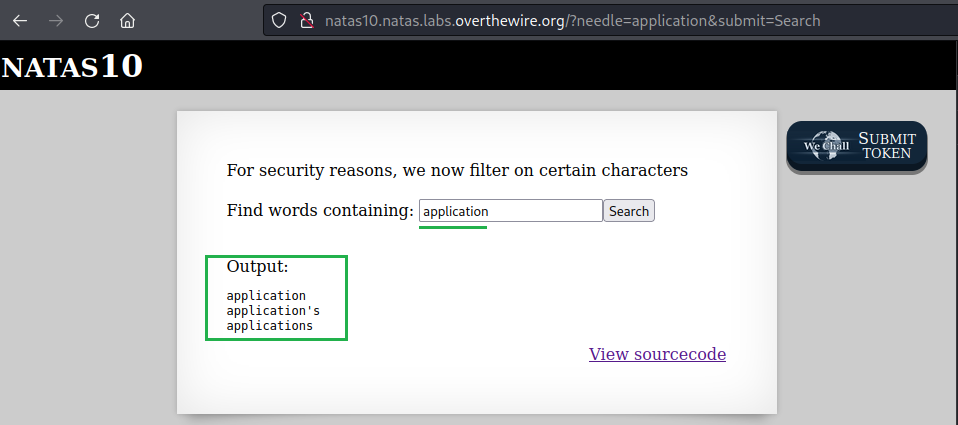 natas10.natas.labs.overthewire.org/?needle=application&submit=Search
NATAS10
We Chall
SUBMIT
TOKEN
For security reasons, we now filter on certain characters
Find words containing: application Search
Output:
application
application's
applications
View sourcecode